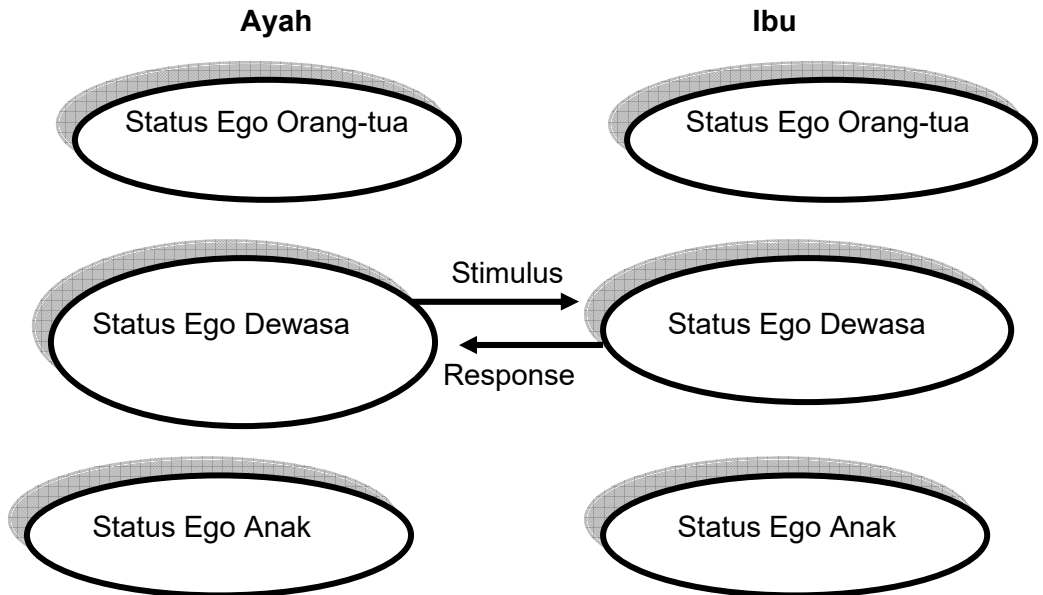 Ayah Ibu
Status Ego Orang-tua Status Ego Orang-tua
Stimulus
Status Ego Dewasa Status Ego Dewasa
Response
Status Ego Anak Status Ego Anak